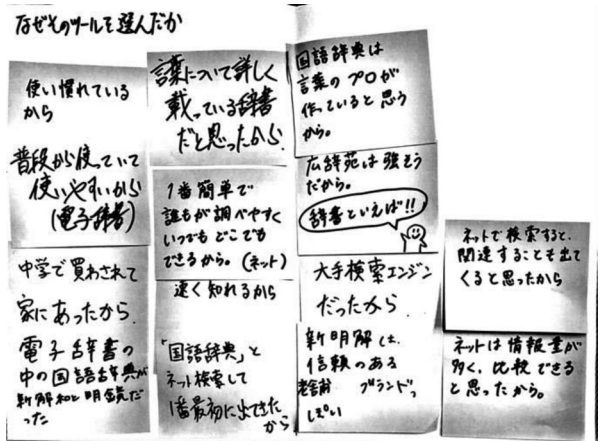 なぜそのツールを選んだか
使い慣れている
から
普段から使っていて
使いやすいから
(電子辞書)
中学で買わされて
家にあったから
電子辞書の
中の国語辞典が
新解和と明鏡だ
った
言葉について詳しく
載っている辞書
だと思ったから
1番簡単で
誰もが調べやすく
いつでもどこでも
できるから。(ネット)
速く知れるから
「国語辞典」と
ネット検索して
1番最初に出てきた
から
国語辞典は
言葉のプロが
作っていると思う
から。
広辞苑は強そう
だから。
辞書といえば!!
大手検索エンジン
だったから
新明解は、
信頼のある
老舗 ブランドっ
ぽい
ネットで検索すると、
関連することも出て
くると思ったから
ネットは情報量が
多く、比較できる
と思ったから。